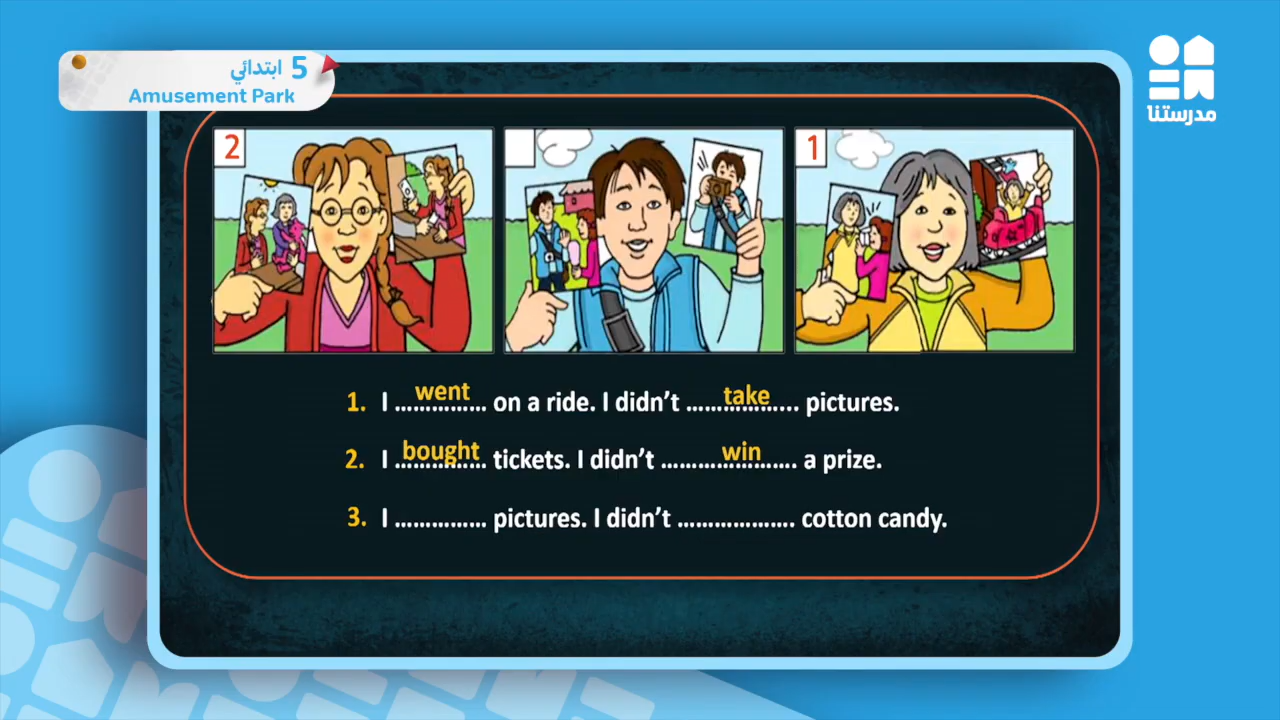 5 ابتدائي
Amusement Park
مدرستنا
2
1
1. I ..went.. on a ride. I didn't ..take.. pictures.
2. I ..bought.. tickets. I didn't ..win.. a prize.
3. I ............... pictures. I didn't ................... cotton candy.